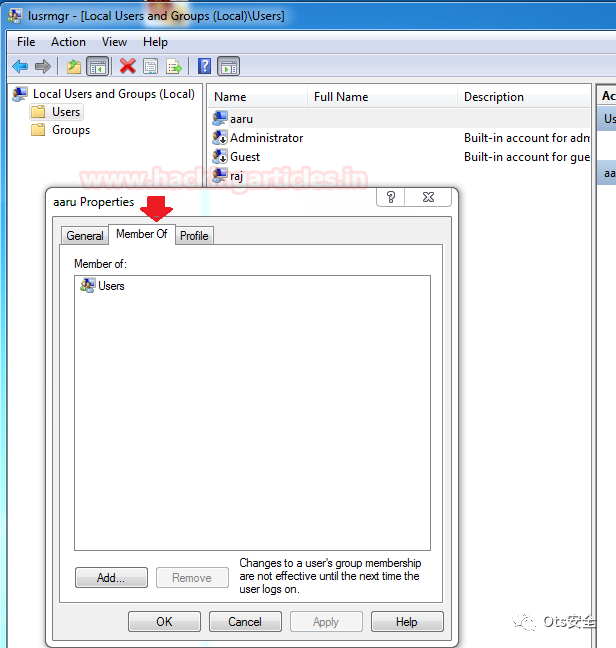 lusrmgr - [Local Users and Groups (Local)\Users]
File Action View Help
Local Users and Groups (Local)
Users
Groups
Name Full Name Description
aaru
Administrator Built-in account for adm
Guest Built-in account for gue
raj
Ac
Us
aa
www.hackingarticles.in
aaru Properties
General Member Of Profile
Member of:
Users
Add... Remove
Changes to a user's group membership
are not effective until the next time the
user logs on.
OK Cancel Apply Help
Ots安全